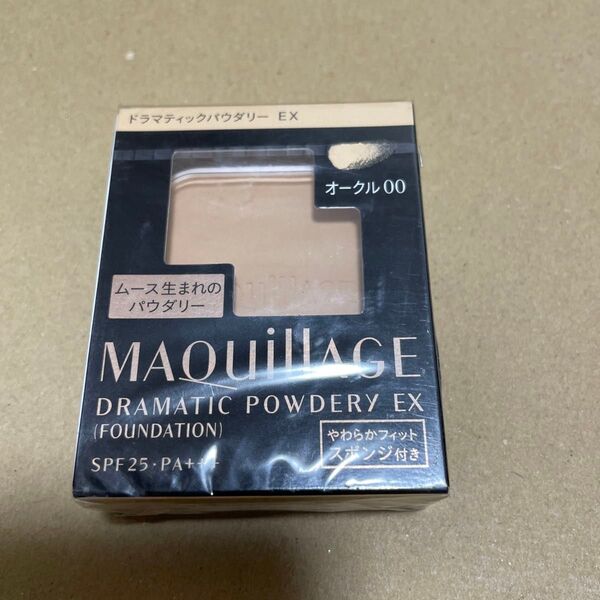 ドラマティックパウダリー EX
オークル00
ムース生まれの
パウダリー
MAQuillAGE
DRAMATIC POWDERY EX
(FOUNDATION)
やわらかフィット
スポンジ付き
SPF25・PA+++